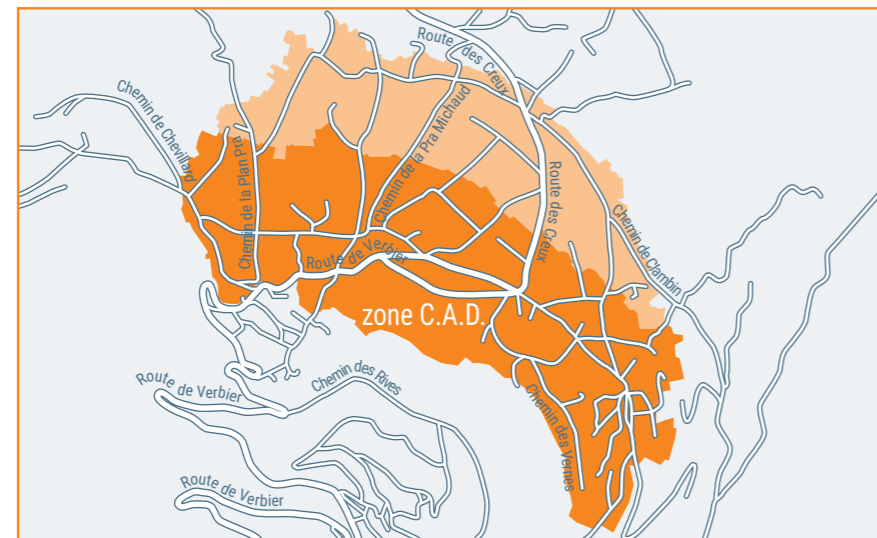 Route des Creux
Chemin de Chevillard
Chemin de la Pra Michaud
Chemin de la Plan Pra
Route des Creux
Chemin de Clambin
Route de Verbier
zone C.A.D.
Chemin des Rives
Route de Verbier
Chemin des Vernes
Route de Verbier